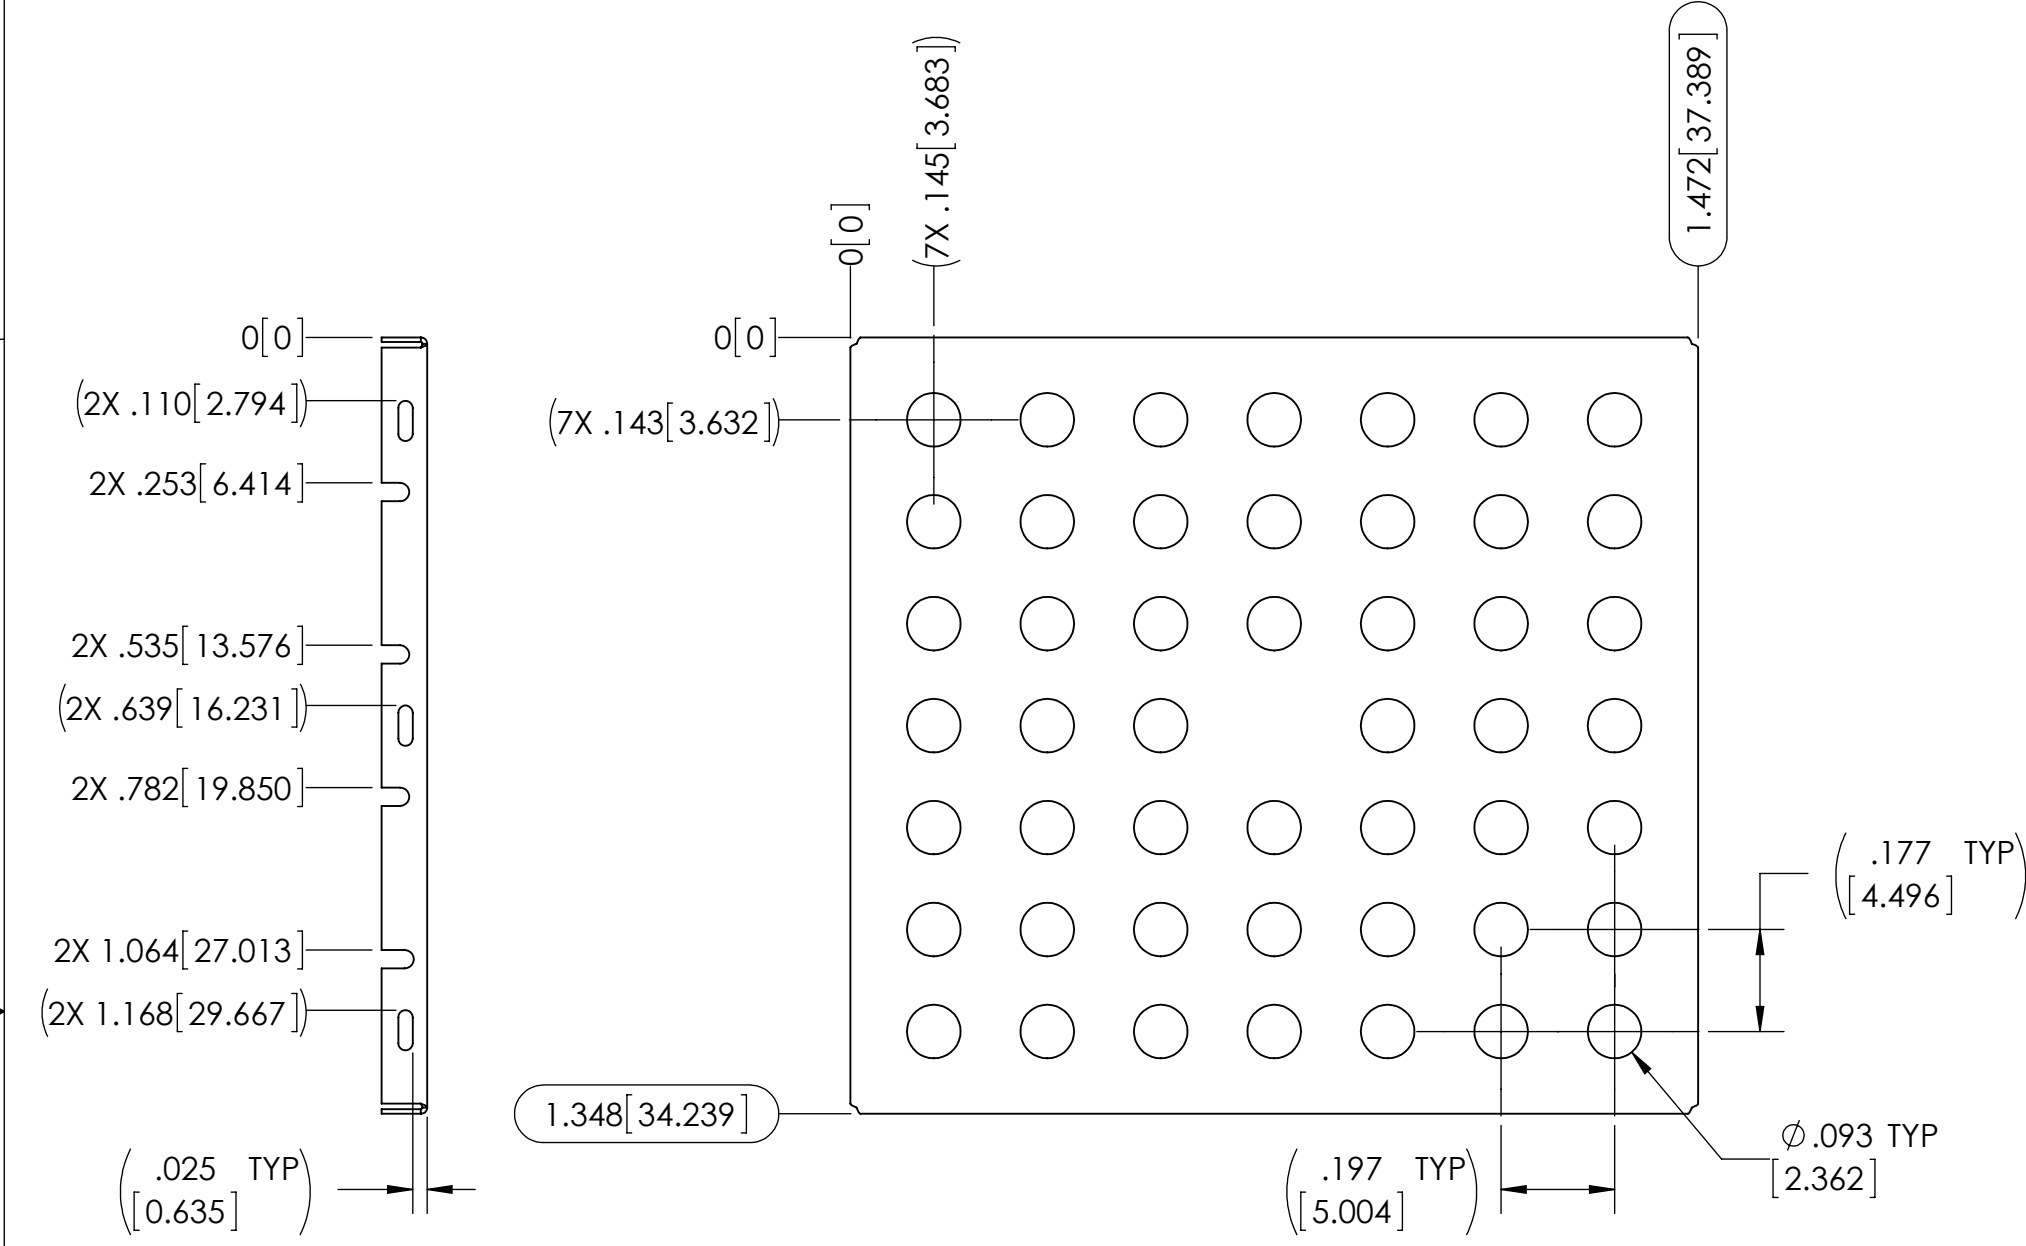 (7X .145[3.683])
1.472[37.389]
0[0]
0[0]
0[0]
(2X .110[2.794])
(7X .143[3.632])
2X .253[6.414]
2X .535[13.576]
(2X .639[16.231])
2X .782[19.850]
(.177 TYP
[4.496])
2X 1.064[27.013]
(2X 1.168[29.667])
1.348[34.239]
Ø.093 TYP
[2.362]
(.025 TYP
[0.635])
(.197 TYP
[5.004])